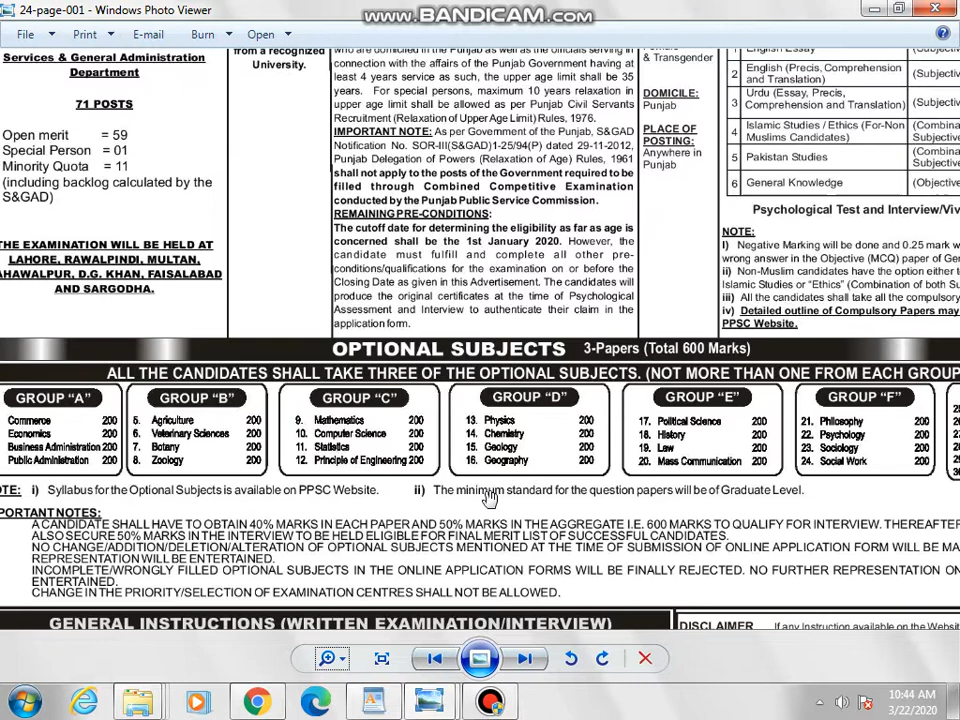 24-page-001 - Windows Photo Viewer
www.BANDICAM.com
File Print E-mail Burn Open
Services & General Administration
Department
71 POSTS
Open merit = 59
Special Person = 01
Minority Quota = 11
(including backlog calculated by the
S&GAD)
THE EXAMINATION WILL BE HELD AT
LAHORE, RAWALPINDI, MULTAN,
BAHAWALPUR, D.G. KHAN, FAISALABAD
AND SARGODHA.
from a recognized
University.
who are domiciled in the Punjab as well as the officials serving in
connection with the affairs of the Punjab Government having at
least 4 years service as such, the upper age limit shall be 35
years. For special persons, maximum 10 years relaxation in
upper age limit shall be allowed as per Punjab Civil Servants
Recruitment (Relaxation of Upper Age Limit) Rules, 1976.
IMPORTANT NOTE: As per Government of the Punjab, S&GAD
Notification No. SOR-III(S&GAD)1-25/94(P) dated 29-11-2012,
Punjab Delegation of Powers (Relaxation of Age) Rules, 1961
shall not apply to the posts of the Government required to be
filled through Combined Competitive Examination
conducted by the Punjab Public Service Commission.
REMAINING PRE-CONDITIONS:
The cutoff date for determining the eligibility as far as age is
concerned shall be the 1st January 2020. However, the
candidate must fulfill and complete all other pre-
conditions/qualifications for the examination on or before the
Closing Date as given in this Advertisement. The candidates will
produce the original certificates at the time of Psychological
Assessment and Interview to authenticate their claim in the
application form.
& Transgender
DOMICILE:
Punjab
PLACE OF
POSTING:
Anywhere in
Punjab
1 English Essay (Subjectiv
2 English (Precis, Comprehension
and Translation) (Subjectiv
3 Urdu (Essay, Precis,
Comprehension and Translation) (Subjectiv
4 Islamic Studies / Ethics (For-Non
Muslims Candidates) (Combina
Subjective
5 Pakistan Studies (Combina
Subjective
6 General Knowledge (Objective
Psychological Test and Interview/Viv
NOTE:
I) Negative Marking will be done and 0.25 mark w
wrong answer in the Objective (MCQ) paper of Gen
ii) Non-Muslim candidates have the option either t
Islamic Studies or "Ethics" (Combination of both Su
iii) All the candidates shall take all the compulsory
iv) Detailed outline of Compulsory Papers may
PPSC Website.
OPTIONAL SUBJECTS 3-Papers (Total 600 Marks)
ALL THE CANDIDATES SHALL TAKE THREE OF THE OPTIONAL SUBJECTS. (NOT MORE THAN ONE FROM EACH GROUP
GROUP "A"
Commerce 200
Economics 200
Business Administration 200
Public Administration 200
GROUP "B"
5. Agriculture 200
6. Veterinary Sciences 200
7. Botany 200
8. Zoology 200
GROUP "C"
9. Mathematics 200
10. Computer Science 200
11. Statistics 200
12. Principle of Engineering 200
GROUP "D"
13. Physics 200
14. Chemistry 200
15. Geology 200
16. Geography 200
GROUP "E"
17. Political Science 200
18. History 200
19. Law 200
20. Mass Communication 200
GROUP "F"
21. Philosophy 200
22. Psychology 200
23. Sociology 200
24. Social Work 200
NOTE: i) Syllabus for the Optional Subjects is available on PPSC Website. ii) The minimum standard for the question papers will be of Graduate Level.
IMPORTANT NOTES:
A CANDIDATE SHALL HAVE TO OBTAIN 40% MARKS IN EACH PAPER AND 50% MARKS IN THE AGGREGATE I.E. 600 MARKS TO QUALIFY FOR INTERVIEW. THEREAFTER
ALSO SECURE 50% MARKS IN THE INTERVIEW TO BE HELD ELIGIBLE FOR FINAL MERIT LIST OF SUCCESSFUL CANDIDATES.
NO CHANGE/ADDITION/DELETION/ALTERATION OF OPTIONAL SUBJECTS MENTIONED AT THE TIME OF SUBMISSION OF ONLINE APPLICATION FORM WILL BE MA
REPRESENTATION WILL BE ENTERTAINED.
INCOMPLETE/WRONGLY FILLED OPTIONAL SUBJECTS IN THE ONLINE APPLICATION FORMS WILL BE FINALLY REJECTED. NO FURTHER REPRESENTATION ON
ENTERTAINED.
CHANGE IN THE PRIORITY/SELECTION OF EXAMINATION CENTRES SHALL NOT BE ALLOWED.
GENERAL INSTRUCTIONS (WRITTEN EXAMINATION/INTERVIEW)
DISCLAIMER If any Instruction available on the Websit
10:44 AM
3/22/2020